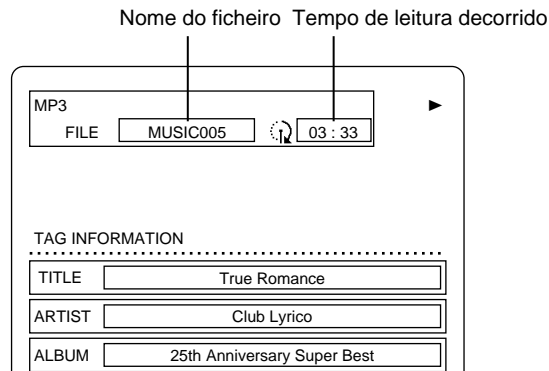 Nome do ficheiro Tempo de leitura decorrido
MP3
FILE MUSIC005 03 : 33
TAG INFORMATION
TITLE True Romance
ARTIST Club Lyrico
ALBUM 25th Anniversary Super Best